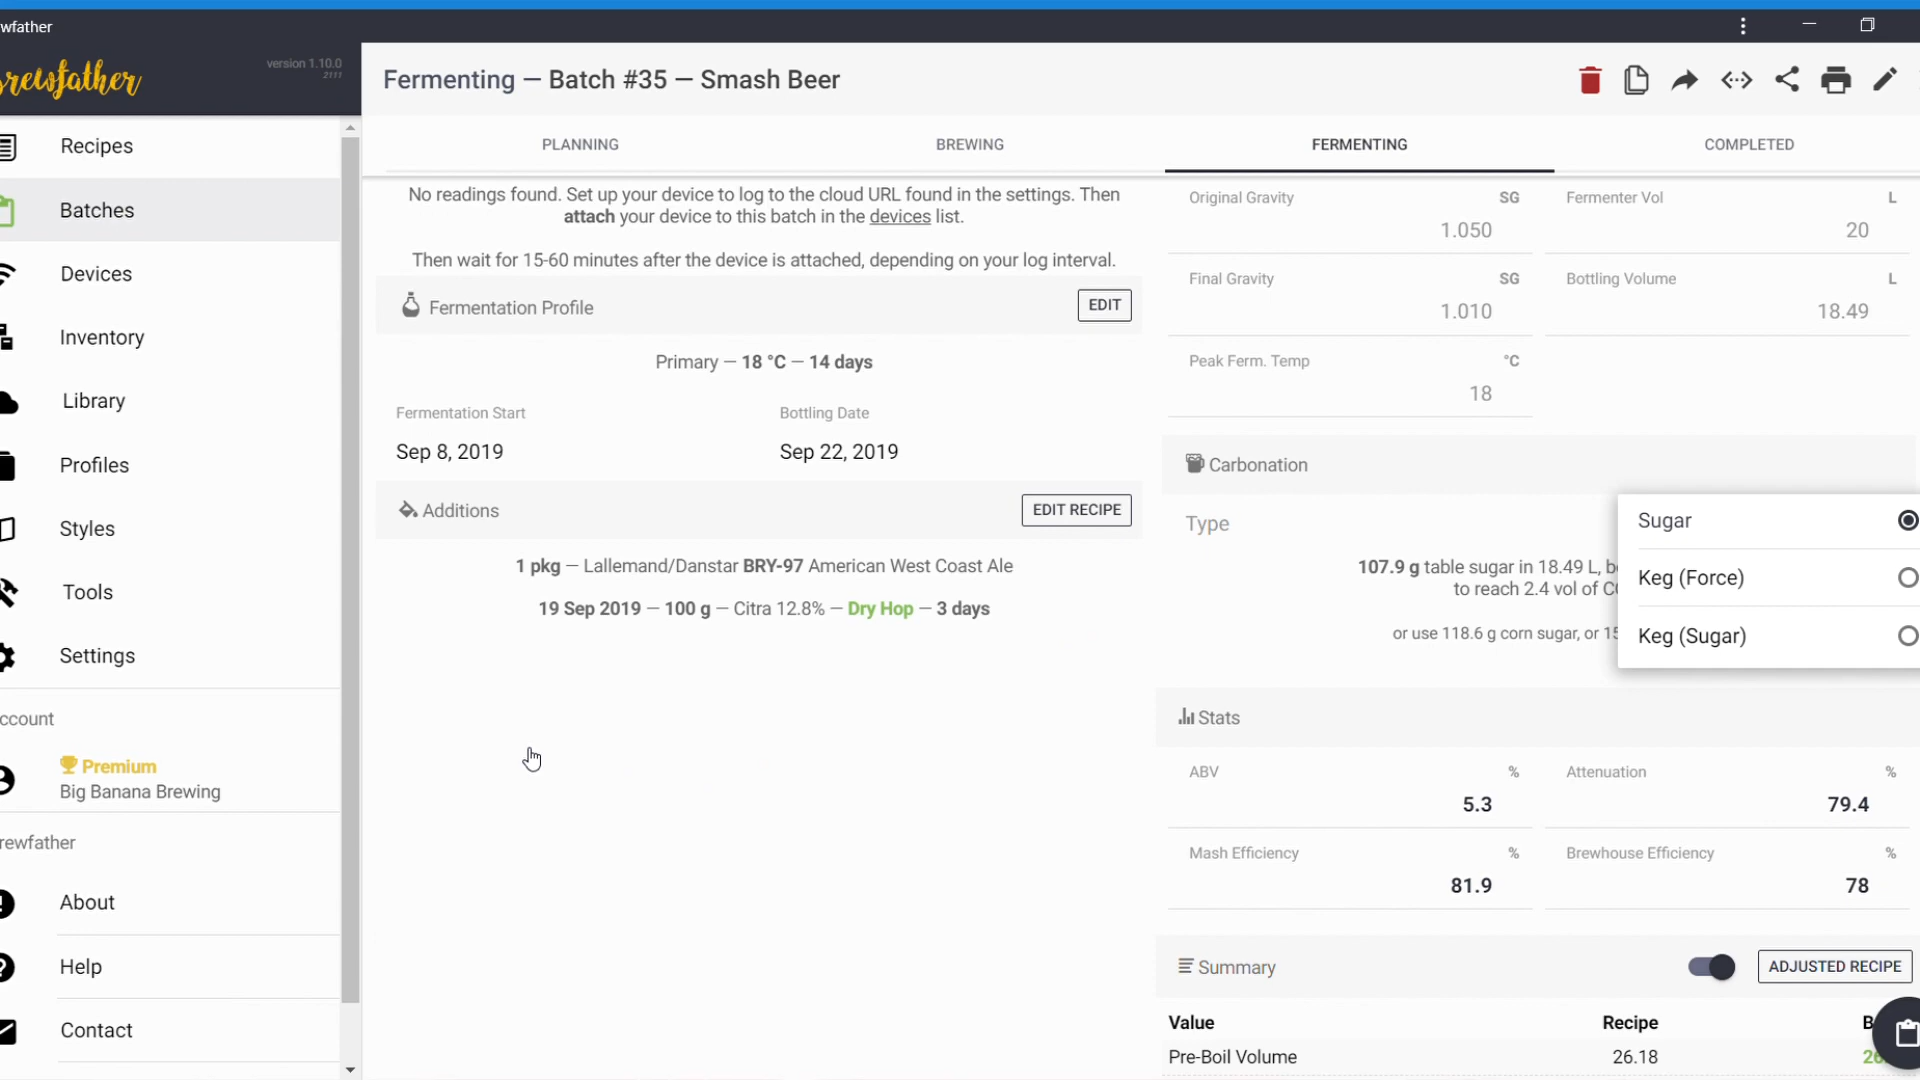 wfather
rewfather
version 1.10.0
2111
Recipes
Batches
Devices
Inventory
Library
Profiles
Styles
Tools
Settings
ccount
Premium
Big Banana Brewing
rewfather
About
Help
Contact
Fermenting — Batch #35 — Smash Beer
PLANNING
BREWING
FERMENTING
COMPLETED
No readings found. Set up your device to log to the cloud URL found in the settings. Then
attach your device to this batch in the devices list.
Then wait for 15-60 minutes after the device is attached, depending on your log interval.
Fermentation Profile
EDIT
Primary — 18 °C — 14 days
Fermentation Start
Bottling Date
Sep 8, 2019
Sep 22, 2019
Additions
EDIT RECIPE
1 pkg — Lallemand/Danstar BRY-97 American West Coast Ale
19 Sep 2019 — 100 g — Citra 12.8% — Dry Hop — 3 days
Original Gravity SG
1.050
Fermenter Vol L
20
Final Gravity SG
1.010
Bottling Volume L
18.49
Peak Ferm. Temp °C
18
Carbonation
Type
107.9 g table sugar in 18.49 L, b
to reach 2.4 vol of C
or use 118.6 g corn sugar, or 15
Sugar
Keg (Force)
Keg (Sugar)
Stats
ABV %
5.3
Attenuation %
79.4
Mash Efficiency %
81.9
Brewhouse Efficiency %
78
Summary
ADJUSTED RECIPE
Value Recipe B
Pre-Boil Volume 26.18 26